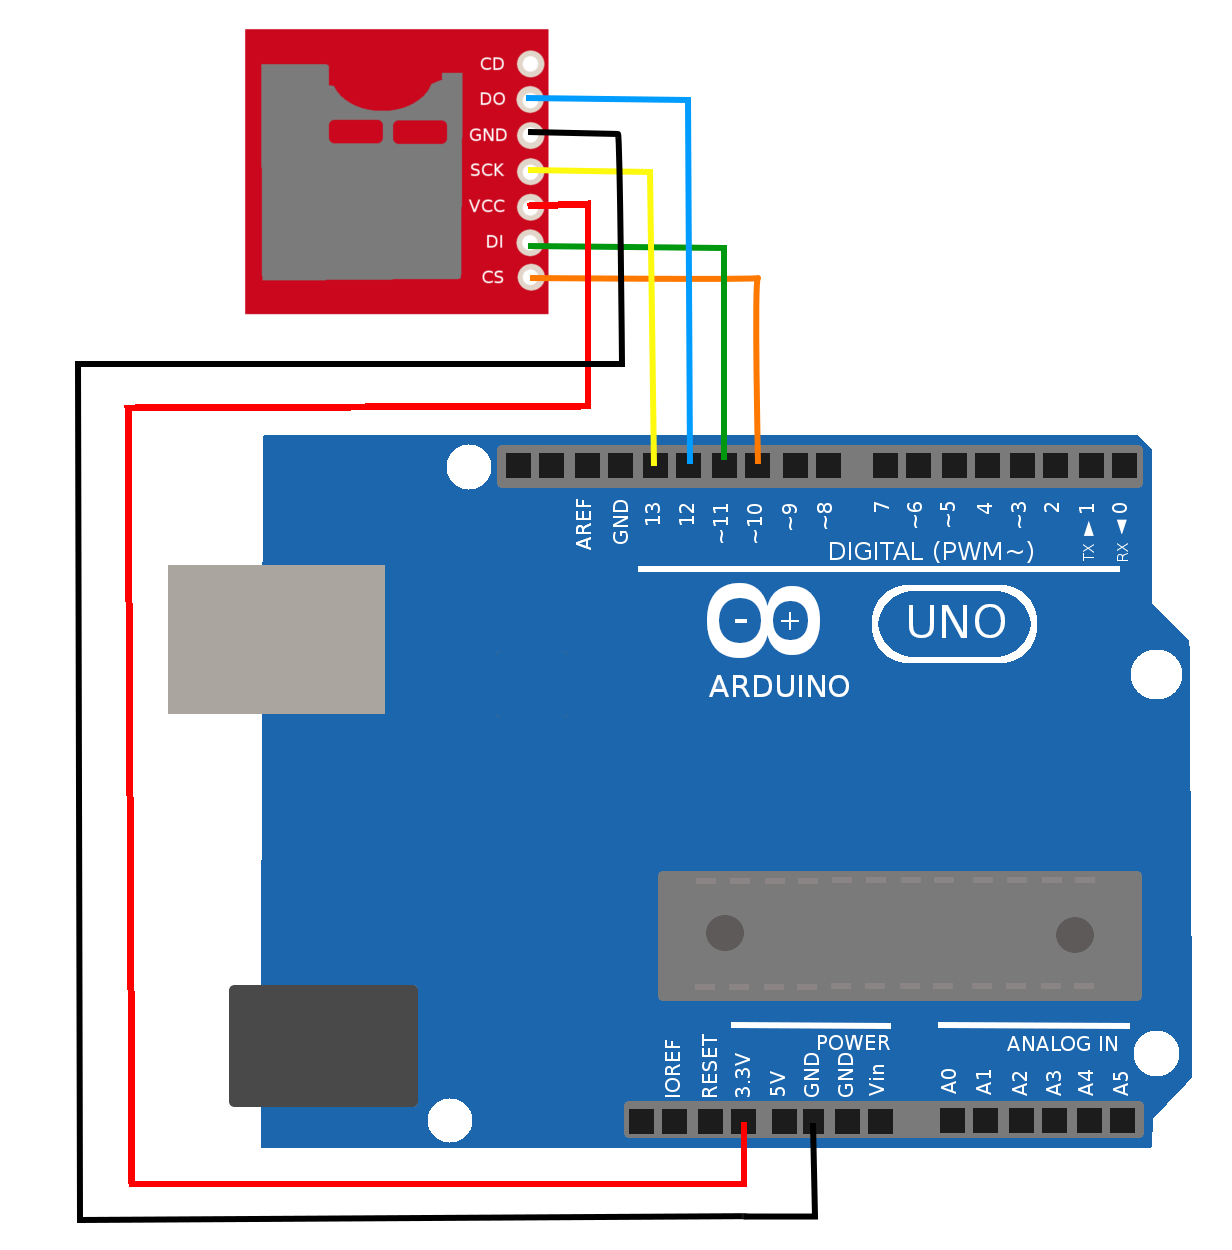 CD
DO
GND
SCK
VCC
DI
CS
AREF
GND
13
12
~11
~10
~9
~8
7
~6
~5
4
~3
2
TX ▶ 1
RX ◀ 0
DIGITAL (PWM~)
- +
UNO
ARDUINO
POWER
ANALOG IN
IOREF
RESET
3.3V
5V
GND
GND
Vin
A0
A1
A2
A3
A4
A5